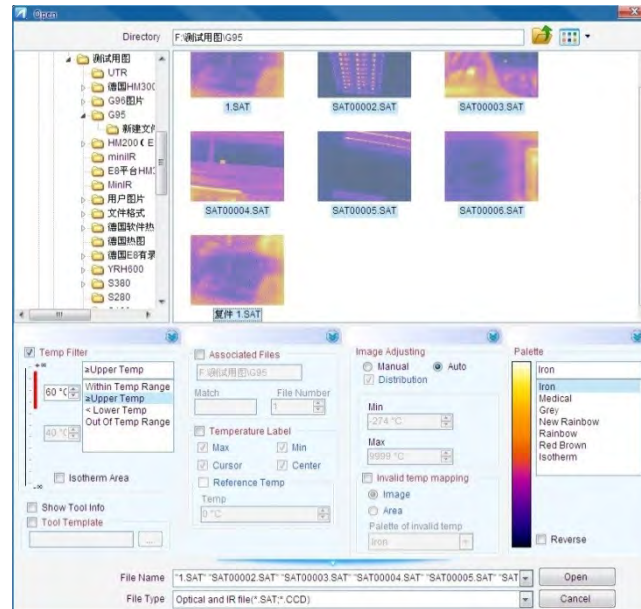 Open
Directory F:\测试用图\G95
测试用图
UTR
德国HM300
G96图片
G95
新建文件
HM200 ( E
miniIR
E8平台HM
MinIR
用户图片
文件格式
德国软件热
德国热图
德国E8有录
YRH600
S380
S280
1.SAT SAT00002.SAT SAT00003.SAT
SAT00004.SAT SAT00005.SAT SAT00006.SAT
复件 1.SAT
Temp Filter
+∞
≥Upper Temp
Within Temp Range
≥Upper Temp
< Lower Temp
Out Of Temp Range
60 °C
40 °C
-∞
Isotherm Area
Show Tool Info
Tool Template
...
Associated Files
F:\测试用图\G95
Match File Number
1
Temperature Label
Max Min
Cursor Center
Reference Temp
Temp
0 °C
Image Adjusting
Manual Auto
Distribution
Min
-274 °C
Max
9999 °C
Invalid temp mapping
Image
Area
Palette of invalid temp
Iron
Palette
Iron
Iron
Medical
Grey
New Rainbow
Rainbow
Red Brown
Isotherm
Reverse
File Name "1.SAT" "SAT00002.SAT" "SAT00003.SAT" "SAT00004.SAT" "SAT00005.SAT" "SAT Open
File Type Optical and IR file(*.SAT;*.CCD) Cancel